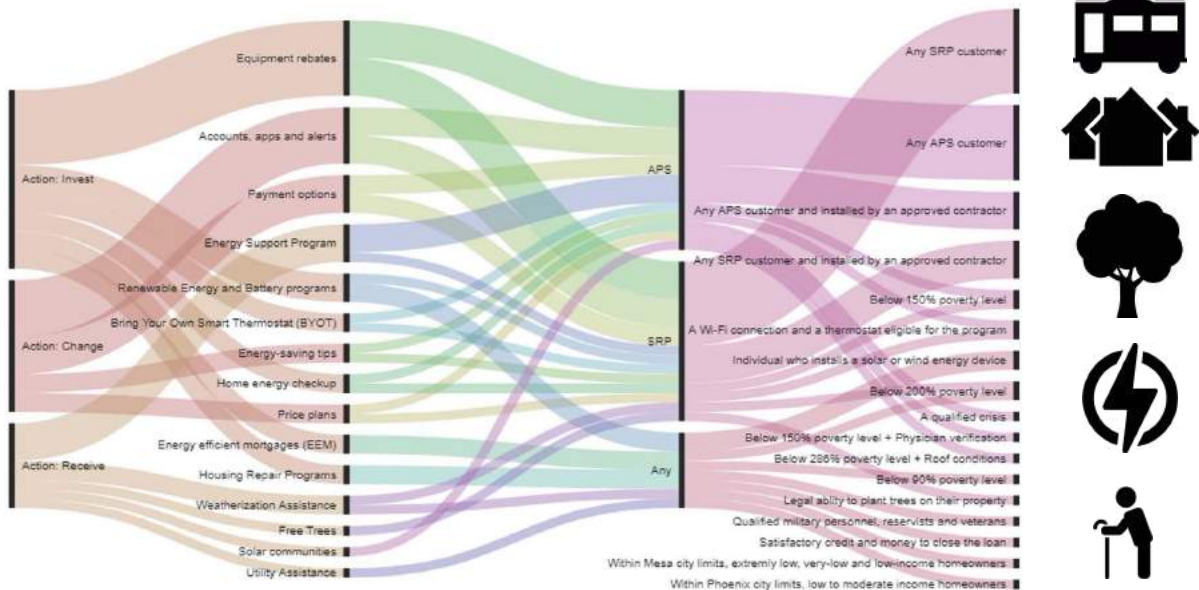 Action: Invest
Action: Change
Action: Receive
Equipment rebates
Accounts, apps and alerts
Payment options
Energy Support Program
Renewable Energy and Battery programs
Bring Your Own Smart Thermostat (BYOT)
Energy-saving tips
Home energy checkup
Price plans
Energy efficient mortgages (EEM)
Housing Repair Programs
Weatherization Assistance
Free Trees
Solar communities
Utility Assistance
APS
SRP
Any
Any SRP customer
Any APS customer
Any APS customer and installed by an approved contractor
Any SRP customer and installed by an approved contractor
Below 150% poverty level
A Wi-Fi connection and a thermostat eligible for the program
Individual who installs a solar or wind energy device
Below 200% poverty level
A qualified crisis
Below 150% poverty level + Physician verification
Below 286% poverty level + Roof conditions
Below 90% poverty level
Legal ablity to plant trees on their property
Qualified military personnel, reservists and veterans
Satisfactory credit and money to close the loan
Within Mesa city limits, extremly low, very-low and low-income homeowners
Within Phoenix city limits, low to moderate income homeowners